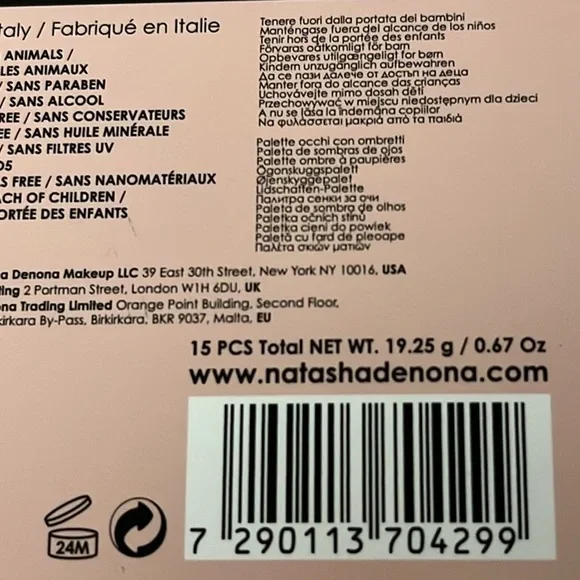 taly / Fabriqué en Italie
ANIMALS /
LES ANIMAUX
/ SANS PARABEN
/ SANS ALCOOL
REE / SANS CONSERVATEURS
EE / SANS HUILE MINÉRALE
/ SANS FILTRES UV
D5
LS FREE / SANS NANOMATÉRIAUX
ACH OF CHILDREN /
ORTÉE DES ENFANTS
Tenere fuori dalla portata dei bambini
Manténgase fuera del alcance de los niños
Tenir hors de la portée des enfants
Förvaras oåtkomligt för barn
Opbevares utilgængeligt for børn
Kindern unzugänglich aufbewahren
Да се пази далече от достъп на деца
Manter fora do alcance das crianças
Uchovávejte mimo dosah dětí
Przechowywać w miejscu niedostępnym dla dzieci
A nu se lăsa la îndemâna copiilor
Να φυλάσσεται μακριά από τα παιδιά
Palette occhi con ombretti
Paleta de sombras de ojos
Palette ombre à paupières
Ögonskuggspalett
Øjenskyggepalet
Lidschatten-Palette
Палитра сенки за очи
Paleta de sombra de olhos
Paletka očních stínů
Paletka cieni do powiek
Paletă cu fard de pleoape
Παλέτα σκιών ματιών
a Denona Makeup LLC 39 East 30th Street, New York NY 10016, USA
ting 2 Portman Street, London W1H 6DU, UK
na Trading Limited Orange Point Building, Second Floor,
irkara By-Pass, Birkirkara, BKR 9037, Malta, EU
15 PCS Total NET WT. 19.25 g / 0.67 Oz
www.natashadenona.com
24M
7 290113 704299